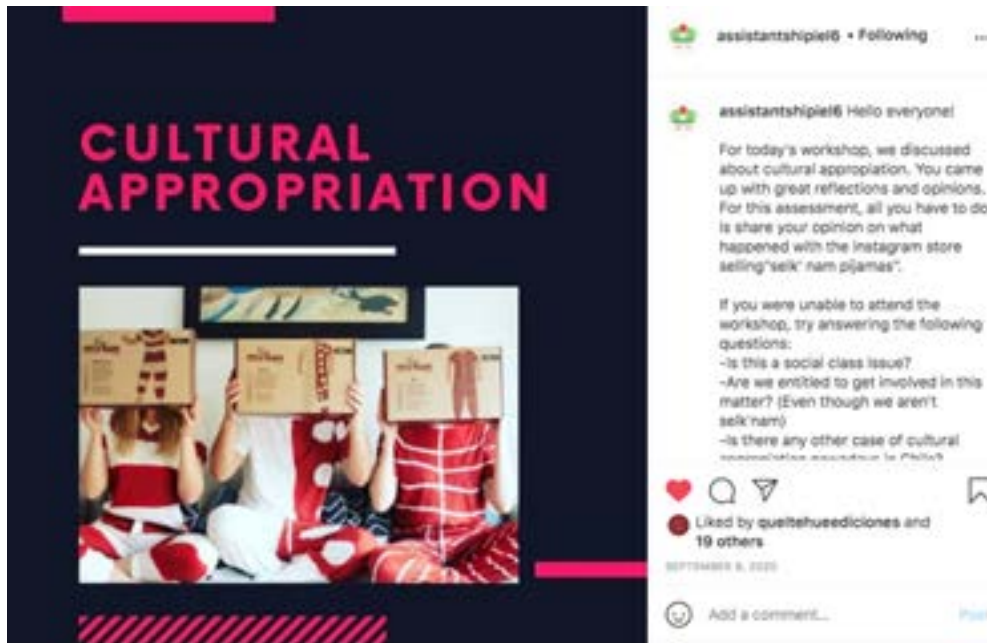 CULTURAL
APPROPRIATION
assistantshipiel6 • Following
...
assistantshipiel6 Hello everyone!
For today's workshop, we discussed
about cultural appropiation. You came
up with great reflections and opinions.
For this assessment, all you have to do
is share your opinion on what
happened with the instagram store
selling"selk' nam pijamas".
If you were unable to attend the
workshop, try answering the following
questions:
-Is this a social class issue?
-Are we entitled to get involved in this
matter? (Even though we aren't
selk'nam)
-Is there any other case of cultural
appropiation nowadays in Chile?
Liked by queltehueediciones and
19 others
SEPTEMBER 9, 2020
Add a comment...
Post